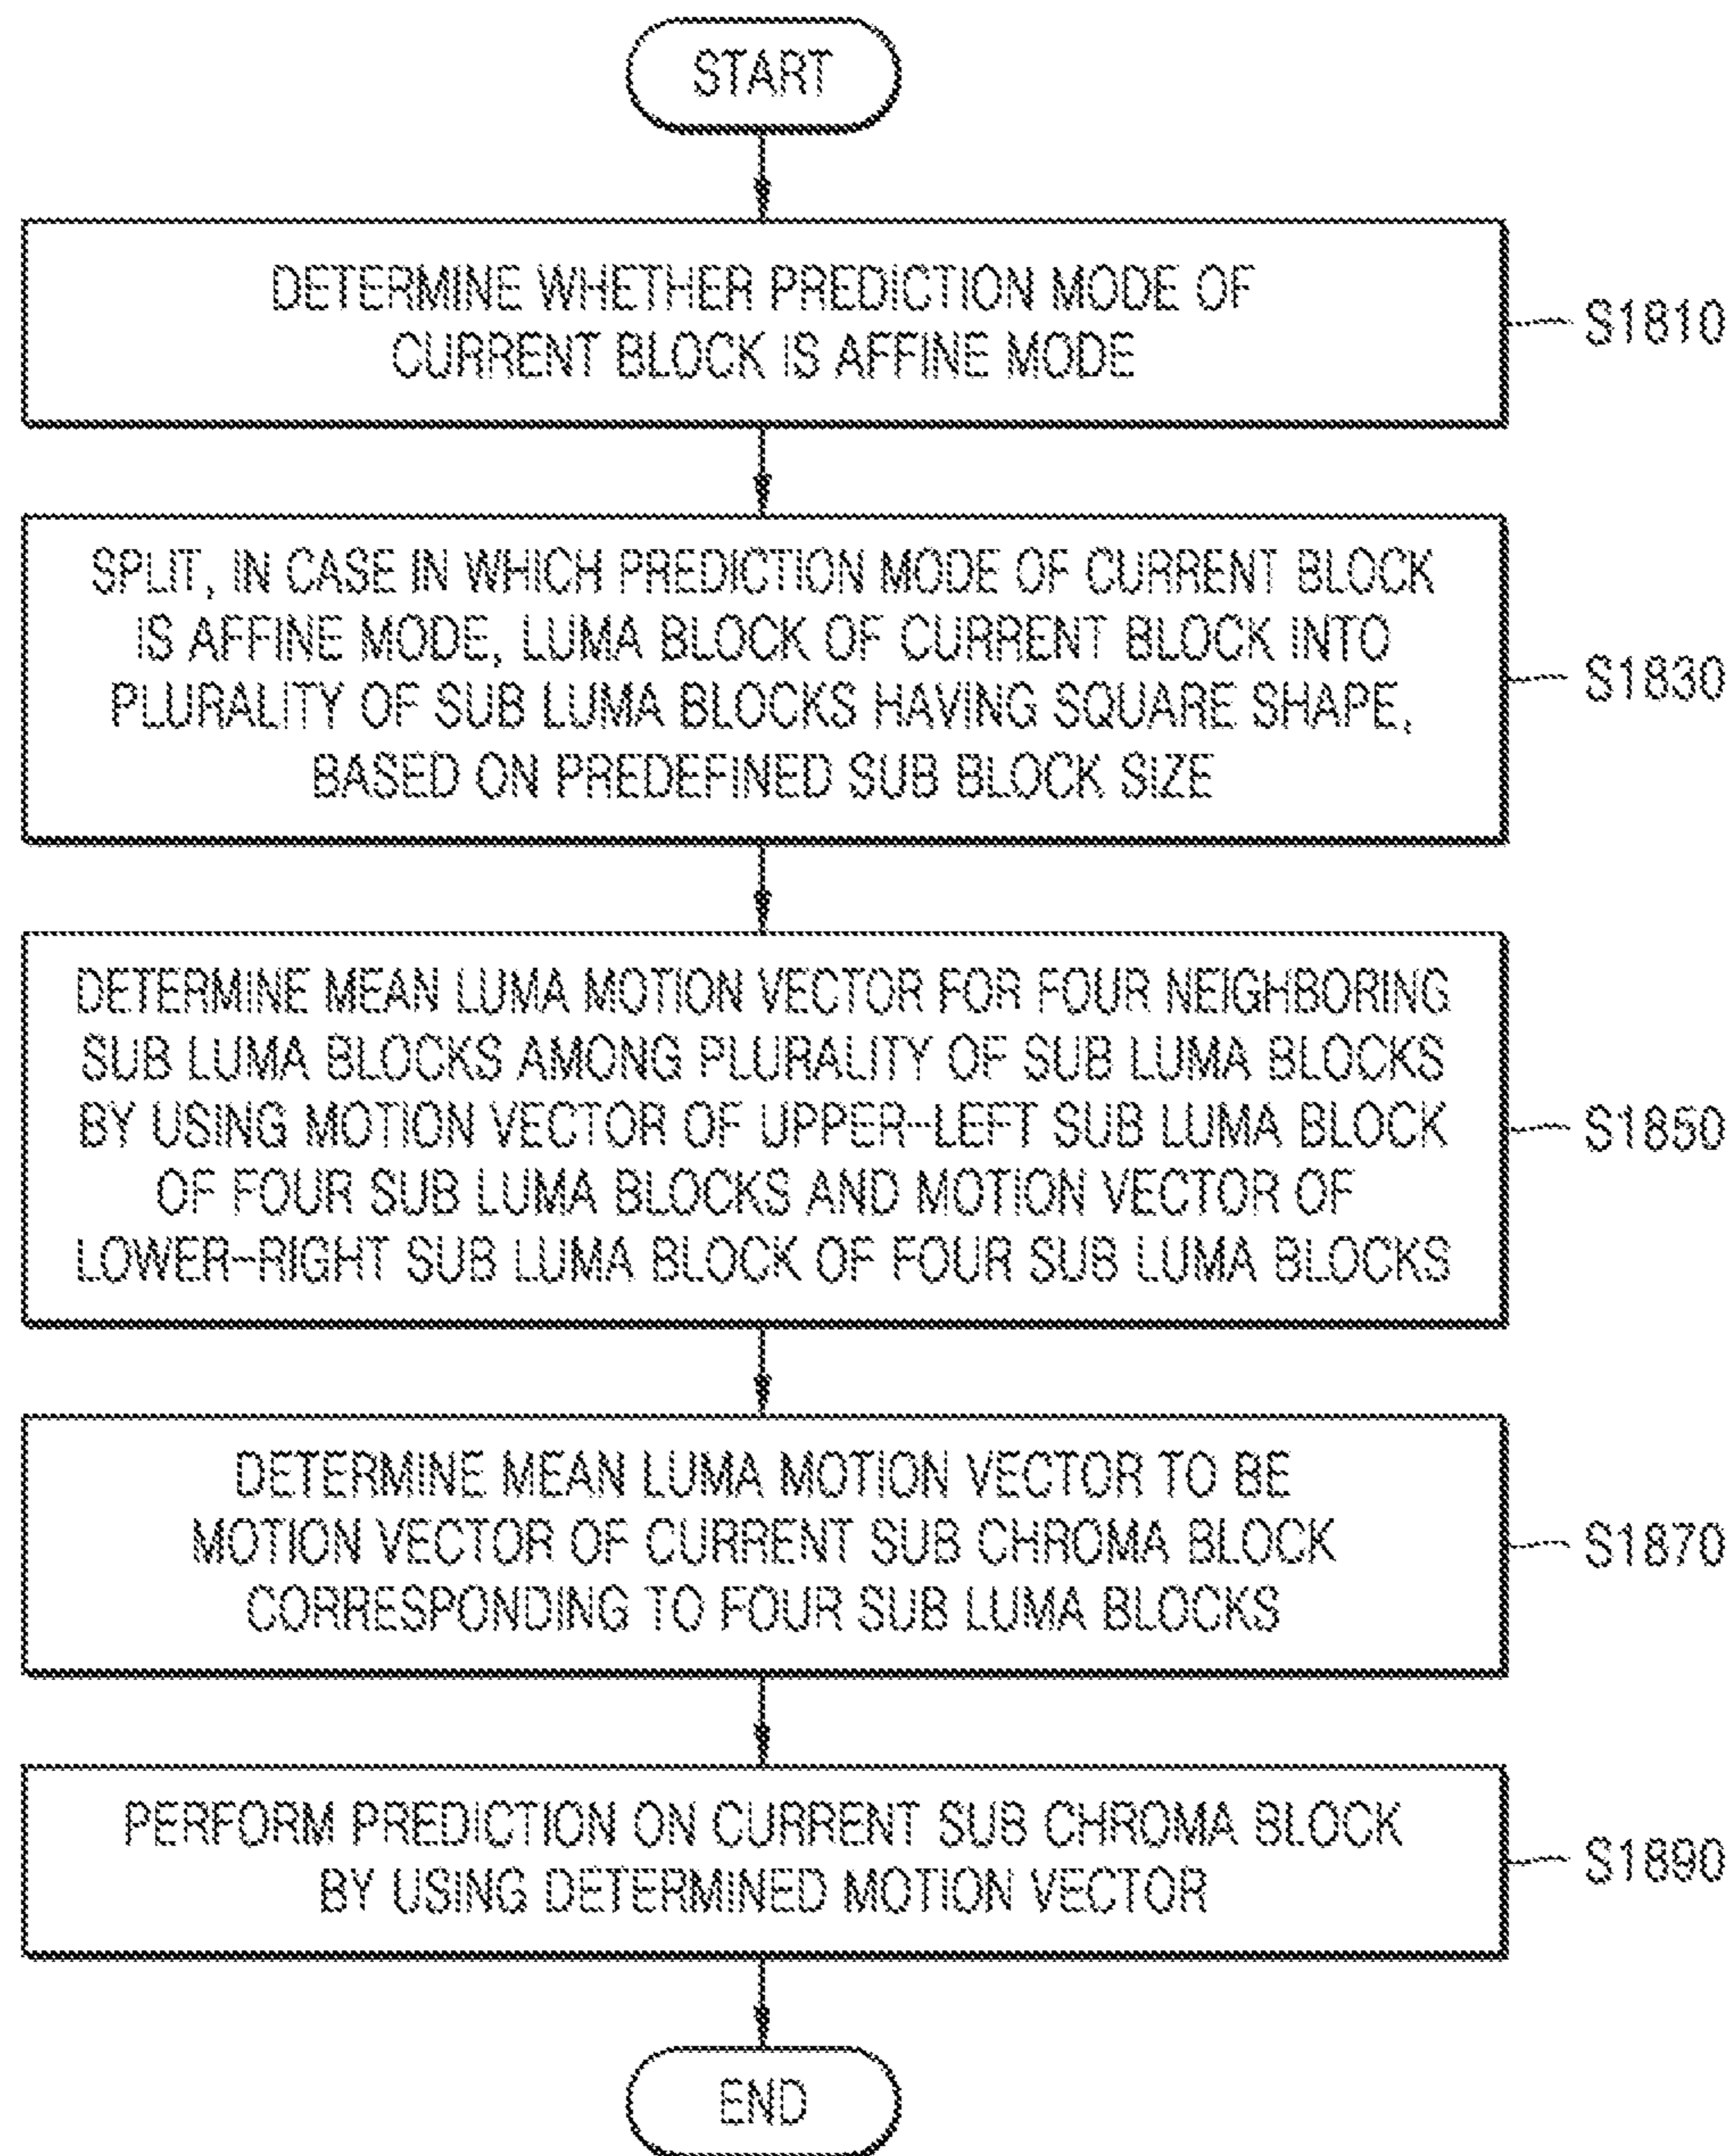 START
DETERMINE WHETHER PREDICTION MODE OF
CURRENT BLOCK IS AFFINE MODE
S1810
SPLIT, IN CASE IN WHICH PREDICTION MODE OF CURRENT BLOCK
IS AFFINE MODE, LUMA BLOCK OF CURRENT BLOCK INTO
PLURALITY OF SUB LUMA BLOCKS HAVING SQUARE SHAPE,
BASED ON PREDEFINED SUB BLOCK SIZE
S1830
DETERMINE MEAN LUMA MOTION VECTOR FOR FOUR NEIGHBORING
SUB LUMA BLOCKS AMONG PLURALITY OF SUB LUMA BLOCKS
BY USING MOTION VECTOR OF UPPER-LEFT SUB LUMA BLOCK
OF FOUR SUB LUMA BLOCKS AND MOTION VECTOR OF
LOWER-RIGHT SUB LUMA BLOCK OF FOUR SUB LUMA BLOCKS
S1850
DETERMINE MEAN LUMA MOTION VECTOR TO BE
MOTION VECTOR OF CURRENT SUB CHROMA BLOCK
CORRESPONDING TO FOUR SUB LUMA BLOCKS
S1870
PERFORM PREDICTION ON CURRENT SUB CHROMA BLOCK
BY USING DETERMINED MOTION VECTOR
S1890
END